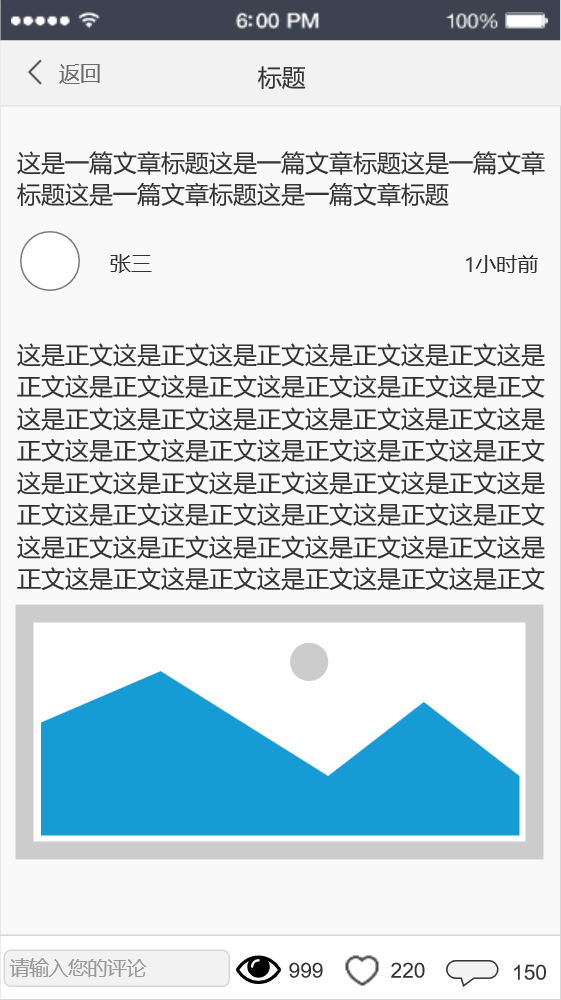 6:00 PM 100%
返回 标题
这是一篇文章标题这是一篇文章标题这是一篇文章
标题这是一篇文章标题这是一篇文章标题
张三 1小时前
这是正文这是正文这是正文这是正文这是正文这是
正文这是正文这是正文这是正文这是正文这是正文
这是正文这是正文这是正文这是正文这是正文这是
正文这是正文这是正文这是正文这是正文这是正文
这是正文这是正文这是正文这是正文这是正文这是
正文这是正文这是正文这是正文这是正文这是正文
这是正文这是正文这是正文这是正文这是正文这是
正文这是正文这是正文这是正文这是正文这是正文
请输入您的评论 999 220 150